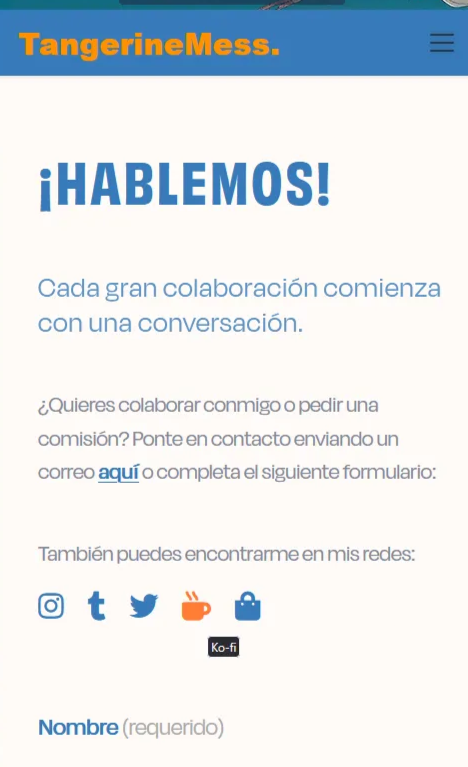 TangerineMess.
¡HABLEMOS!
Cada gran colaboración comienza
con una conversación.
¿Quieres colaborar conmigo o pedir una
comisión? Ponte en contacto enviando un
correo aquí o completa el siguiente formulario:
También puedes encontrarme en mis redes:
Ko-fi
Nombre (requerido)